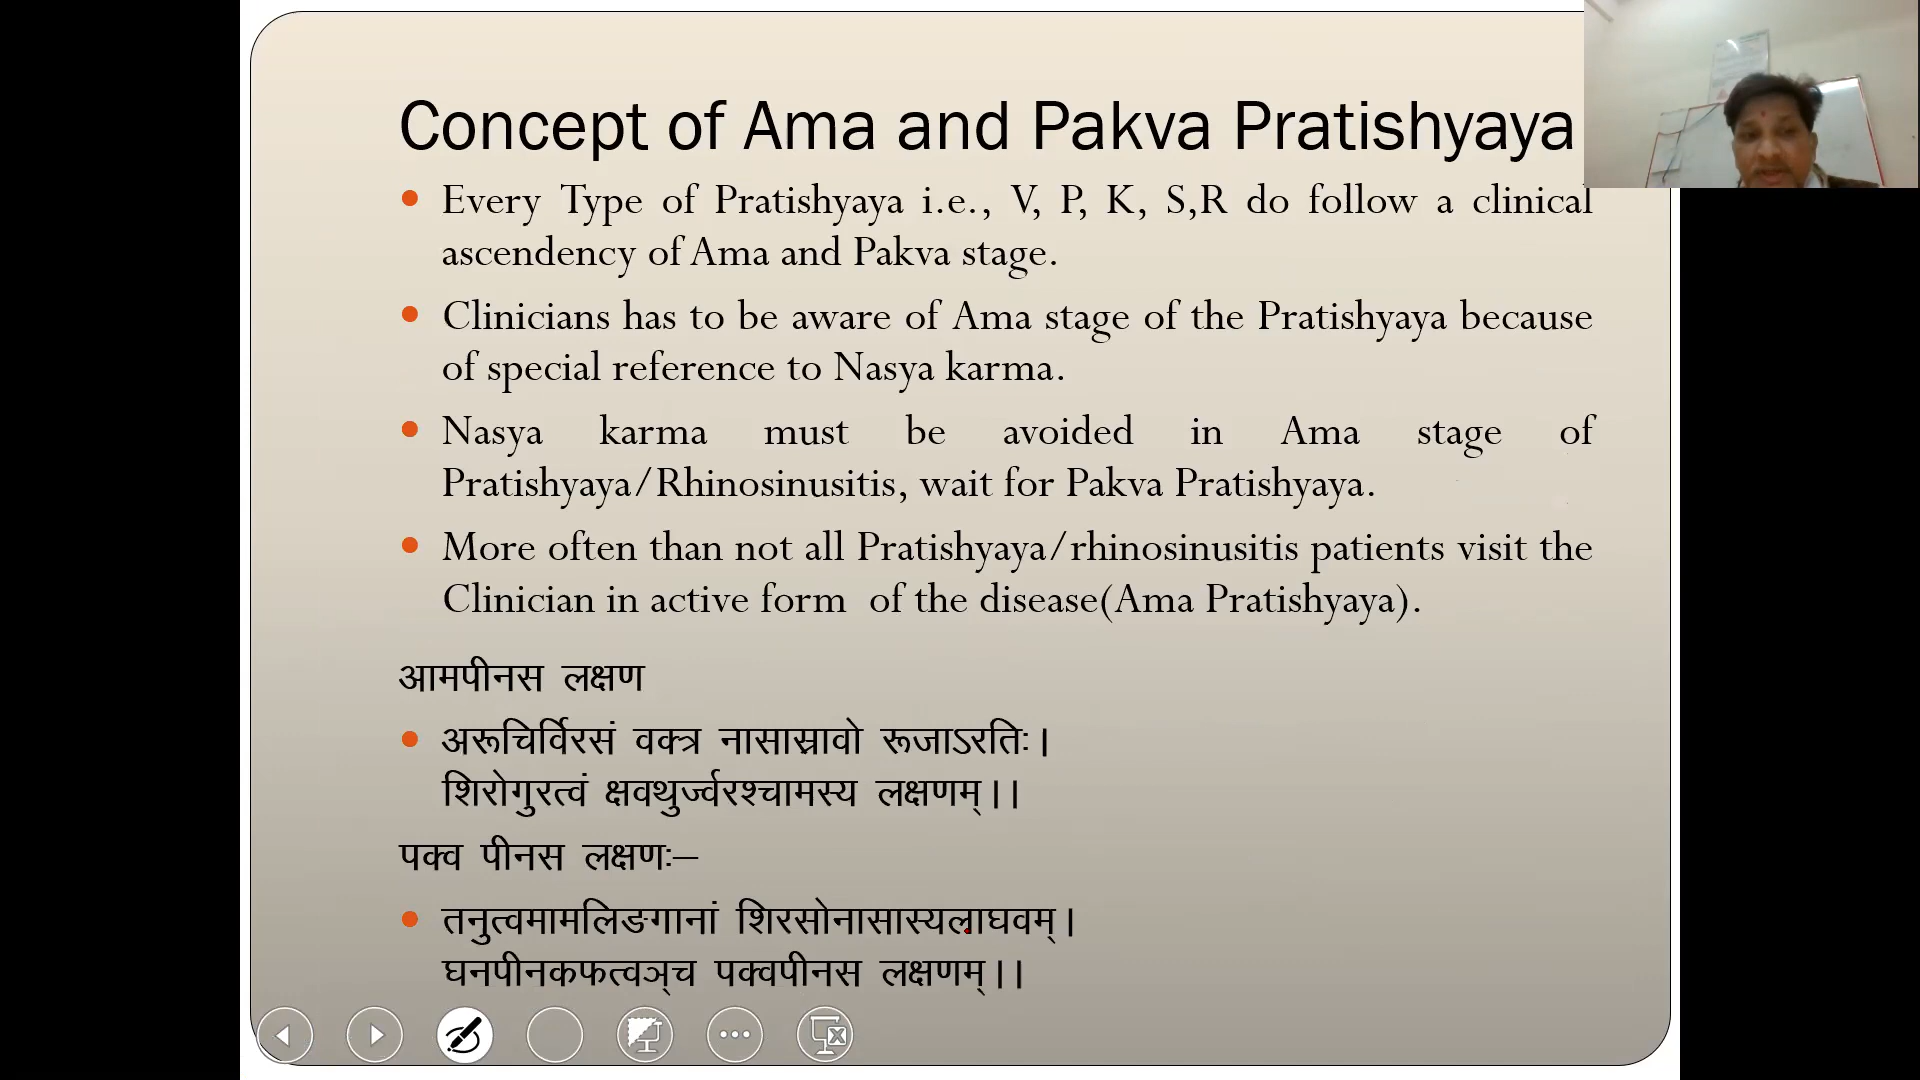 Concept of Ama and Pakva Pratishyaya
Every Type of Pratishyaya i.e., V, P, K, S,R do follow a clinical
ascendency of Ama and Pakva stage.
Clinicians has to be aware of Ama stage of the Pratishyaya because
of special reference to Nasya karma.
Nasya karma must be avoided in Ama stage of
Pratishyaya/Rhinosinusitis, wait for Pakva Pratishyaya.
More often than not all Pratishyaya/rhinosinusitis patients visit the
Clinician in active form of the disease(Ama Pratishyaya).
आमपीनस लक्षण
अरूचिर्विरसं वक्त्र नासास्रावो रूजाऽरतिः।
शिरोगुरत्वं क्षवथुर्ज्वरश्चामस्य लक्षणम्।।
पक्व पीनस लक्षणः–
तनुत्वमामलिङगानां शिरसोनासास्यलाघवम्।
घनपीनकफत्वञ्च पक्वपीनस लक्षणम्।।